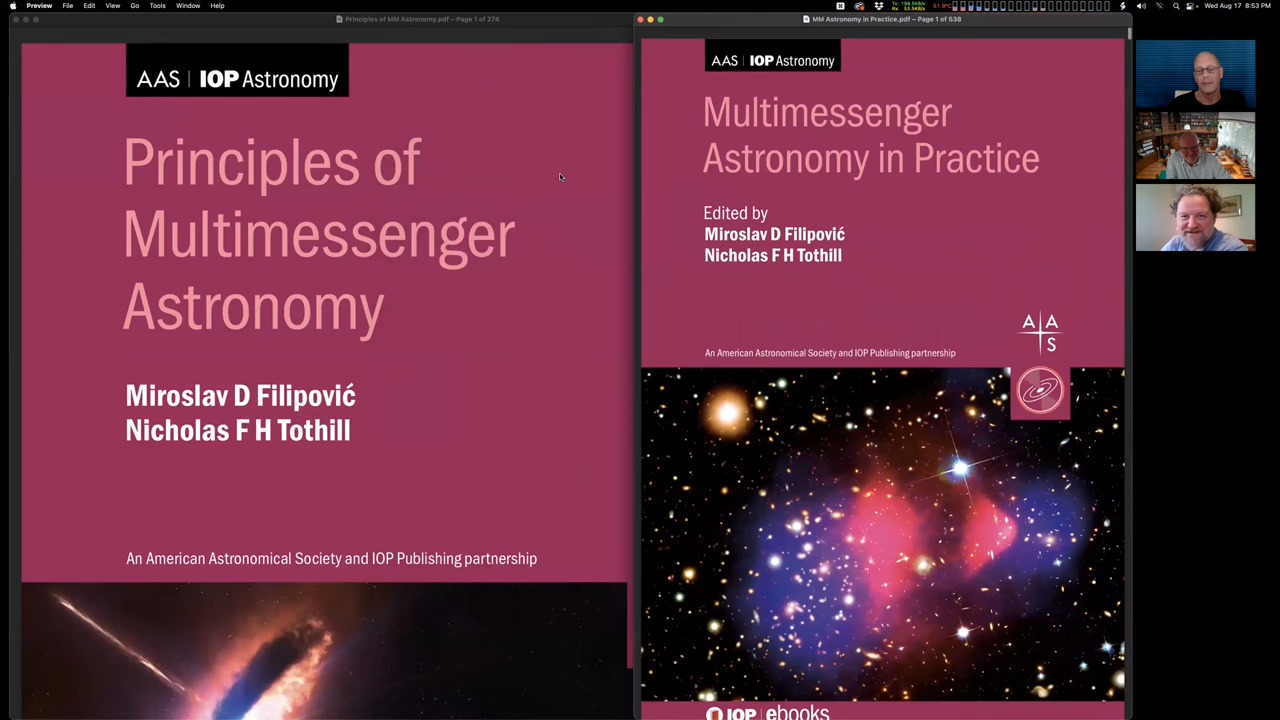 Preview File Edit View Go Tools Window Help
51.9°C
Wed Aug 17 8:53 PM
Principles of MM Astronomy.pdf – Page 1 of 274
AAS | IOP Astronomy
Principles of
Multimessenger
Astronomy
Miroslav D Filipović
Nicholas F H Tothill
An American Astronomical Society and IOP Publishing partnership
MM Astronomy in Practice.pdf – Page 1 of 538
AAS | IOP Astronomy
Multimessenger
Astronomy in Practice
Edited by
Miroslav D Filipović
Nicholas F H Tothill
A A
S
An American Astronomical Society and IOP Publishing partnership
IOP | ebooks